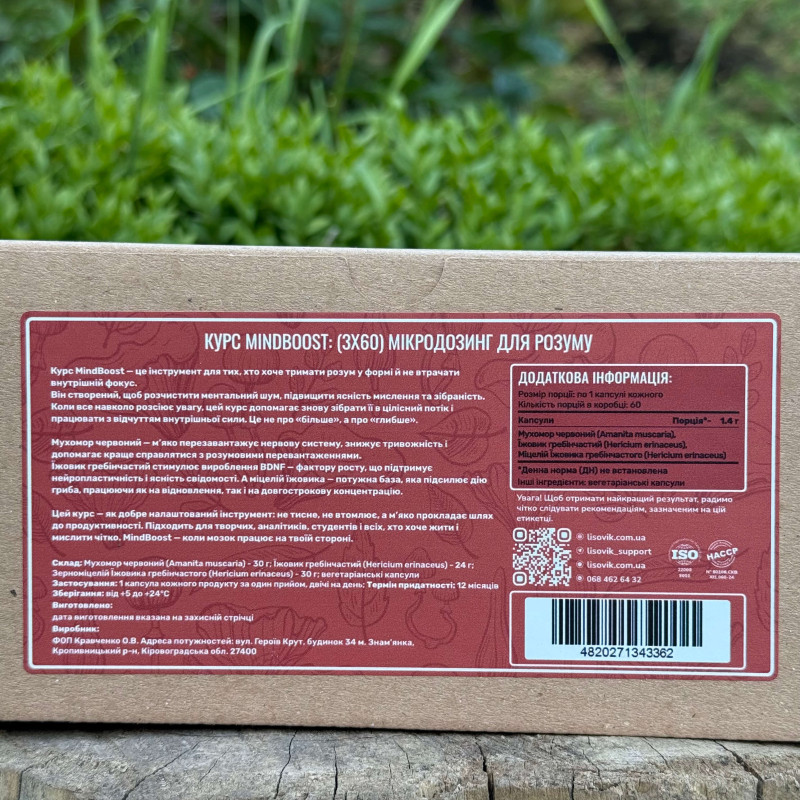 КУРС MINDBOOST: (3X60) МІКРОДОЗИНГ ДЛЯ РОЗУМУ
Курс MindBoost — це інструмент для тих, хто хоче тримати розум у формі й не втрачати
внутрішній фокус.
Він створений, щоб розчистити ментальний шум, підвищити ясність мислення та зібраність.
Коли все навколо розсіює увагу, цей курс допомагає знову зібрати її в цілісний потік і
працювати з відчуттям внутрішньої сили. Це не про «більше», а про «глибше».
Мухомор червоний — м'яко перезавантажує нервову систему, знижує тривожність і
допомагає краще справлятися з розумовими перевантаженнями.
Їжовик гребінчастий стимулює вироблення BDNF — фактору росту, що підтримує
нейропластичність і ясність свідомості. А міцелій їжовика — потужна база, яка підсилює дію
гриба, працюючи як на відновлення, так і на довгострокову концентрацію.
Цей курс — як добре налаштований інструмент: не тисне, не втомлює, а м'яко прокладає шлях
до продуктивності. Підходить для творчих, аналітиків, студентів і всіх, хто хоче жити і
мислити чітко. MindBoost — коли мозок працює на твоїй стороні.
Склад: Мухомор червоний (Amanita muscaria) - 30 г; Їжовик гребінчастий (Hericium erinaceus) - 24 г;
Зерноміцелій Їжовика гребінчастого (Hericium erinaceus) - 30 г; вегетаріанські капсули
Застосування: 1 капсула кожного продукту за один прийом, двічі на день; Термін придатності: 12 місяців
Зберігання: від +5 до +24°C
Виготовлено:
дата виготовлення вказана на захисній стрічці
Виробник:
ФОП Кравченко О.В. Адреса потужностей: вул. Героїв Крут, будинок 34 м. Знам'янка,
Кропивницький р-н, Кіровоградська обл. 27400
ДОДАТКОВА ІНФОРМАЦІЯ:
Розмір порції: по 1 капсулі кожного
Кількість порцій в коробці: 60
Капсули Порція*- 1.4 г
Мухомор червоний (Amanita muscaria),
Їжовик гребінчастий (Hericium erinaceus),
Міцелій Їжовика гребінчастого (Hericium erinaceus)
*Денна норма (ДН) не встановлена
Інші інгредієнти: вегетаріанські капсули
Увага! Щоб отримати найкращий результат, радимо
чітко слідувати рекомендаціям, зазначеним на цій
етикетці.
lisovik.com.ua
lisovyk_support
lisovik.com.ua
068 462 64 32
ISO
22000
HACCP
4820271343362